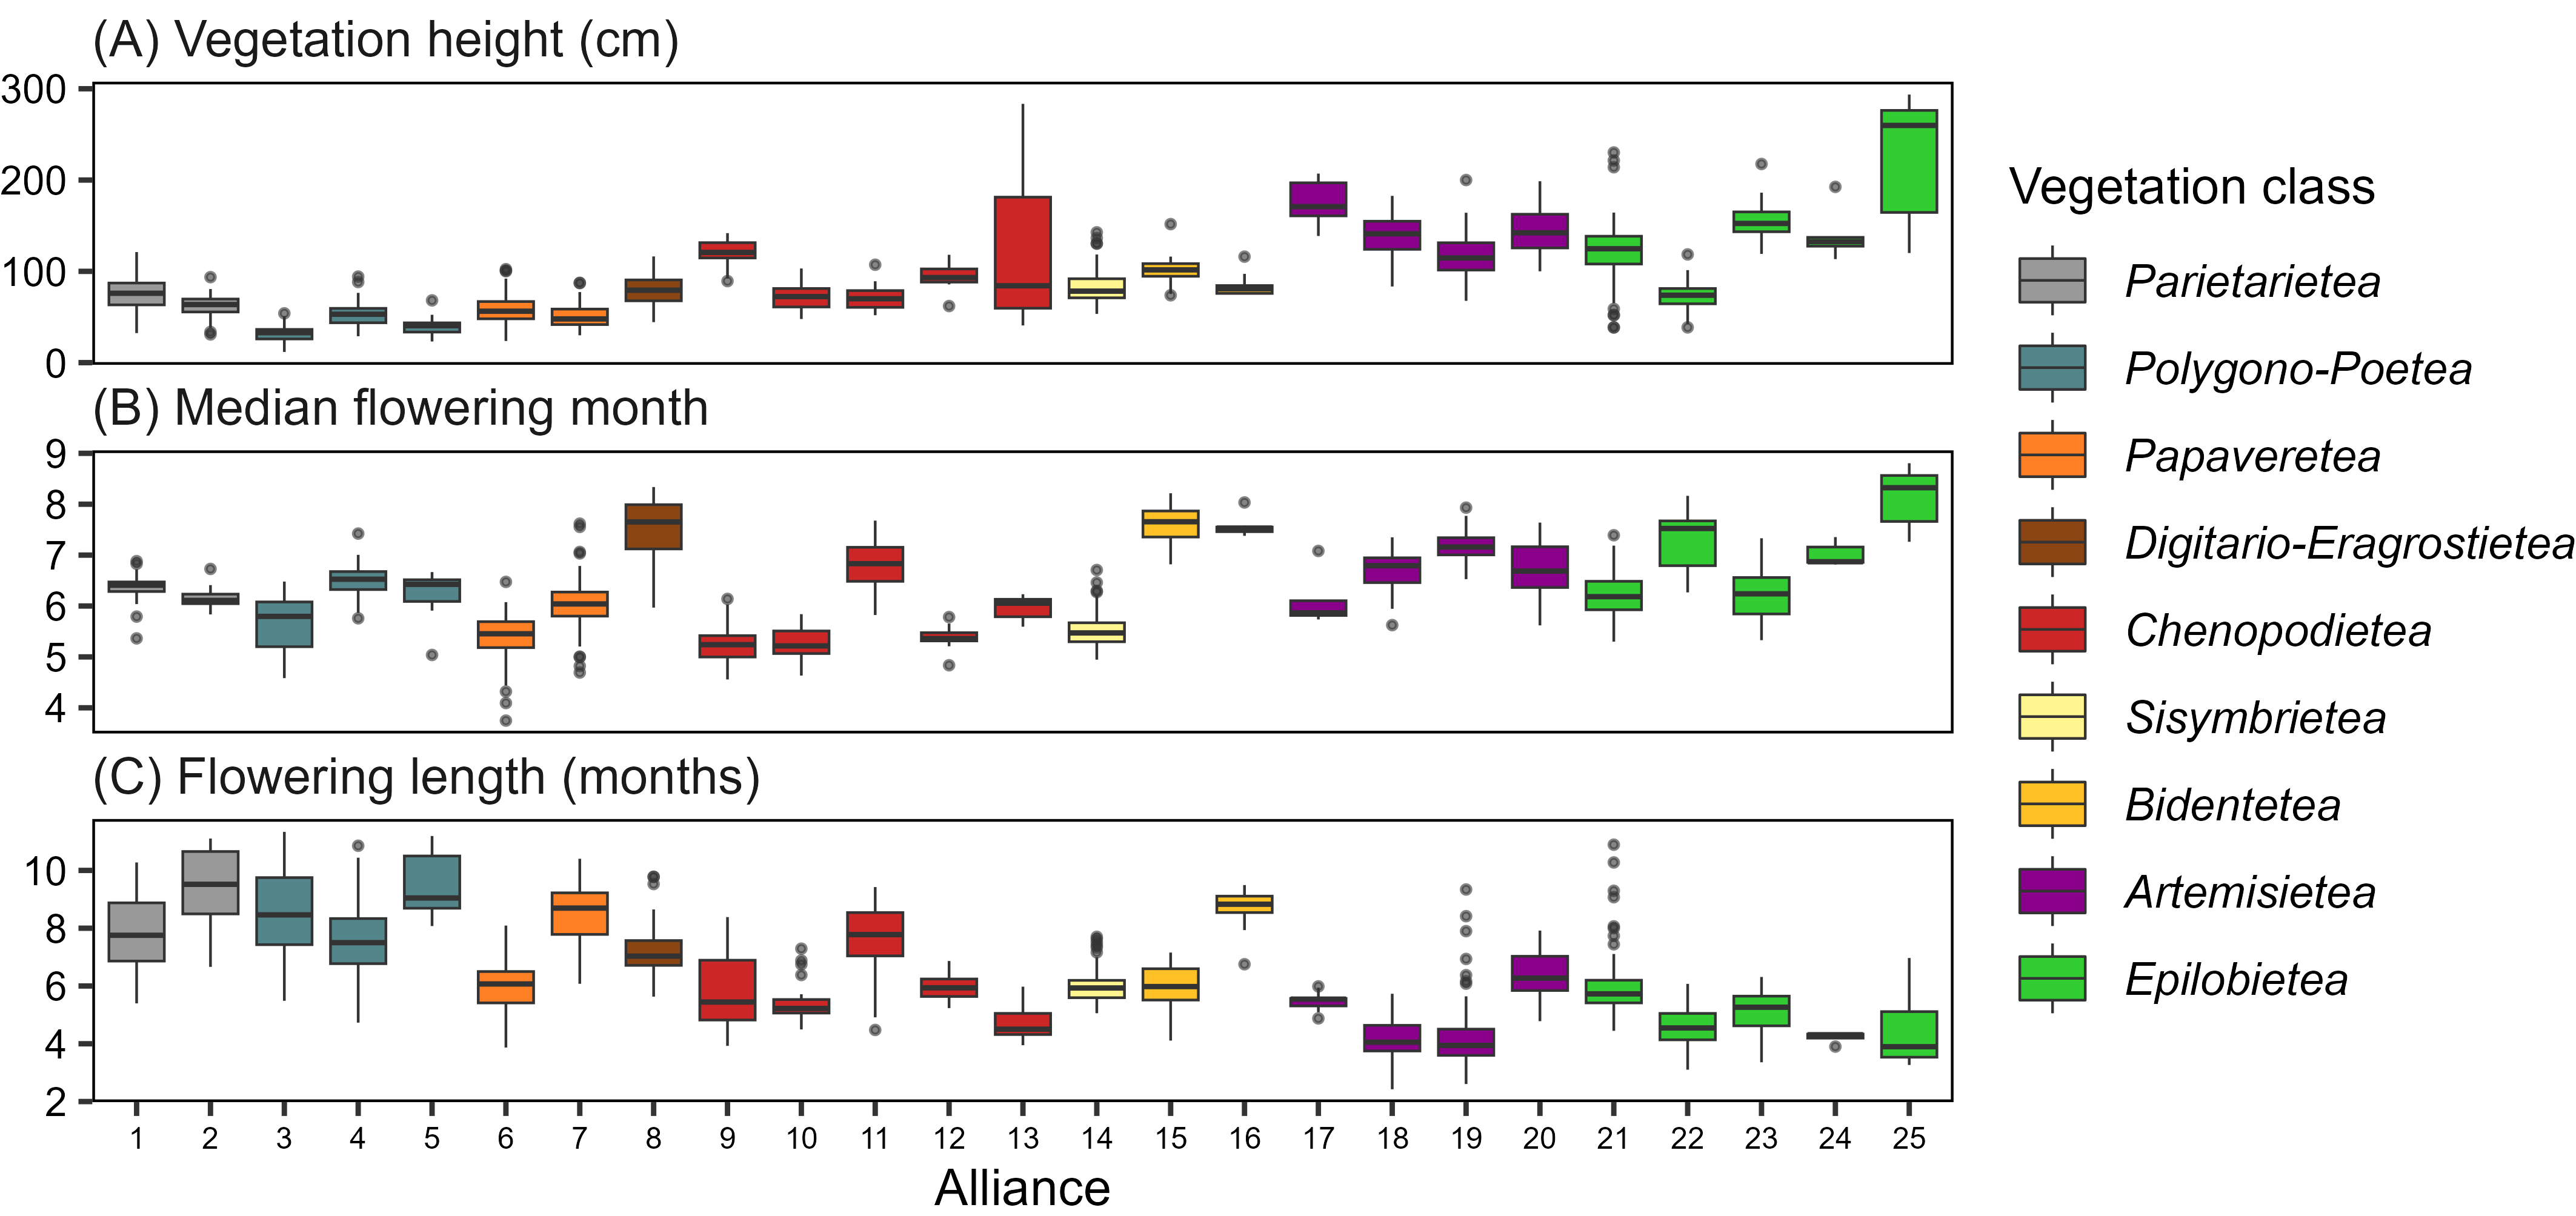 (A) Vegetation height (cm)
300
200
100
0
(B) Median flowering month
9
8
7
6
5
4
(C) Flowering length (months)
10
8
6
4
2
1 2 3 4 5 6 7 8 9 10 11 12 13 14 15 16 17 18 19 20 21 22 23 24 25
Alliance
Vegetation class
Parietarietea
Polygono-Poetea
Papaveretea
Digitario-Eragrostietea
Chenopodietea
Sisymbrietea
Bidentetea
Artemisietea
Epilobietea